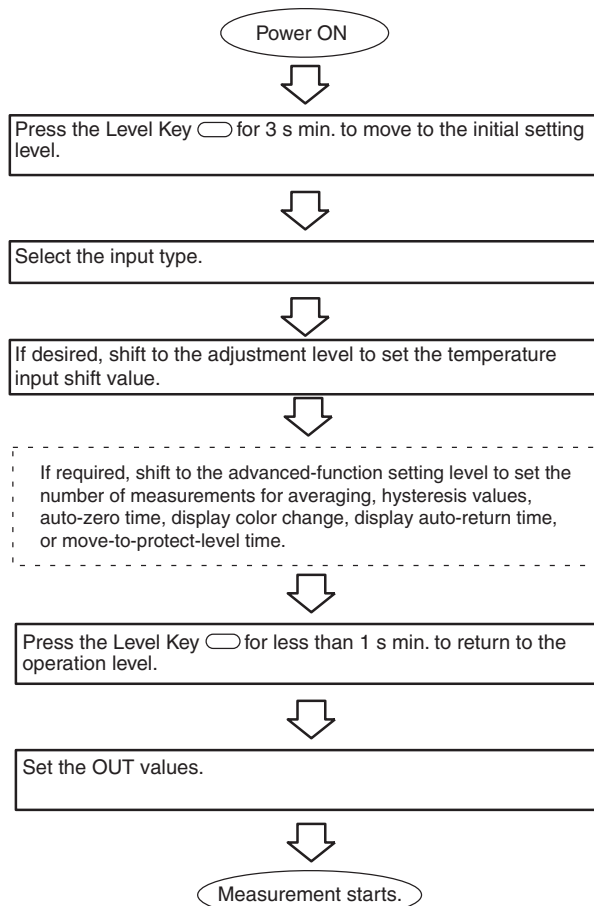 Power ON
Press the Level Key for 3 s min. to move to the initial setting
level.
Select the input type.
If desired, shift to the adjustment level to set the temperature
input shift value.
If required, shift to the advanced-function setting level to set the
number of measurements for averaging, hysteresis values,
auto-zero time, display color change, display auto-return time,
or move-to-protect-level time.
Press the Level Key for less than 1 s min. to return to the
operation level.
Set the OUT values.
Measurement starts.